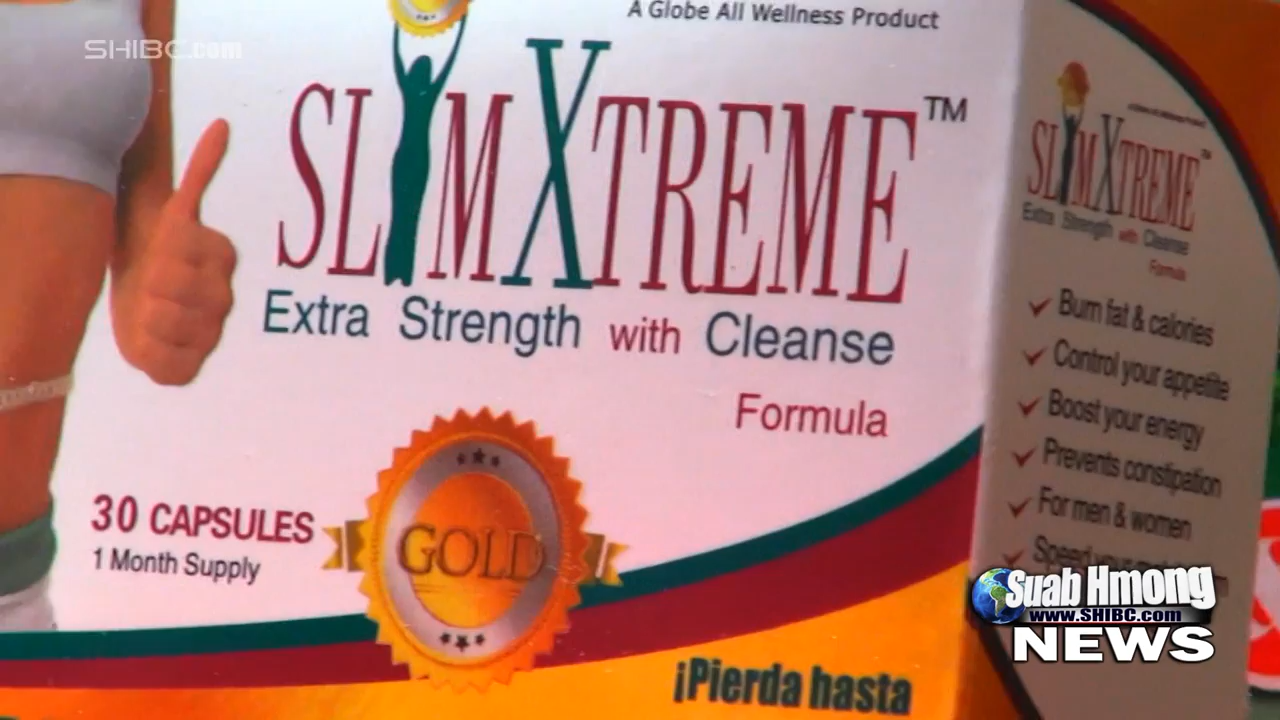 SHIBC.com
A Globe All Wellness Product
SLIMXTREME™
Extra Strength with Cleanse
Formula
30 CAPSULES
1 Month Supply
GOLD
¡Pierda hasta
SLIMXTREME™
Extra Strength with Cleanse
Formula
Burn fat & calories
Control your appetite
Boost your energy
Prevents constipation
For men & women
Speed your
Suab Hmong
www.SHIBC.com
NEWS